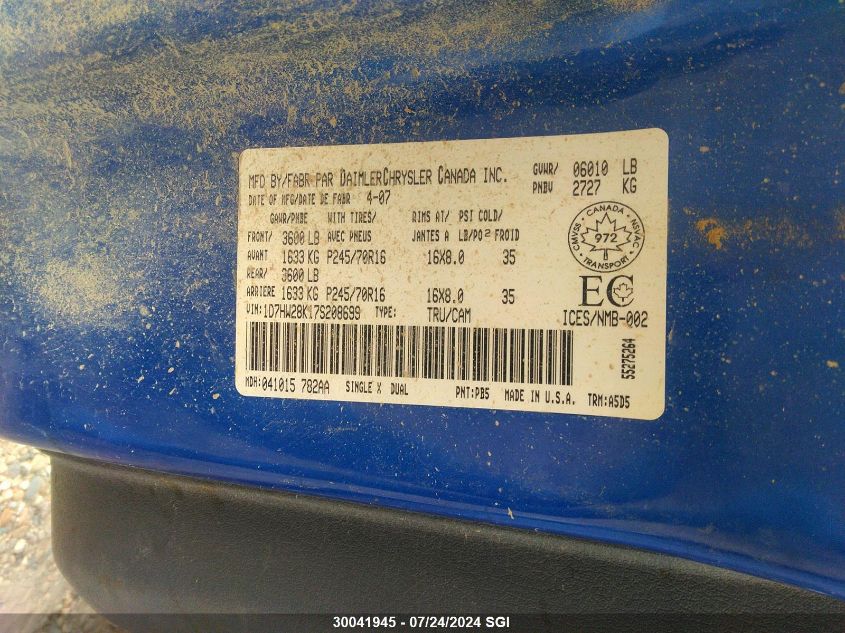 MFD BY/FABR PAR DAIMLERCHRYSLER CANADA INC.
DATE OF MFG/DATE DE FABR 4-07
GVWR/ 06010 LB
PNBV 2727 KG
GAWR/PNBE WITH TIRES/ RIMS AT/ PSI COLD/
FRONT/ 3600 LB AVEC PNEUS JANTES A LB/PO² FROID
AVANT 1633 KG P245/70R16 16X8.0 35
REAR/ 3600 LB
ARRIERE 1633 KG P245/70R16 16X8.0 35
VIN: 1D7HW28K17S208699 TYPE: TRU/CAM
CANADA
CMVSS 972 NSVAC
TRANSPORT
EC
ICES/NMB-002
55275264
MDH: 041015 782AA SINGLE X DUAL PNT:PB5 MADE IN U.S.A. TRM:A5D5
30041945 - 07/24/2024 SGI